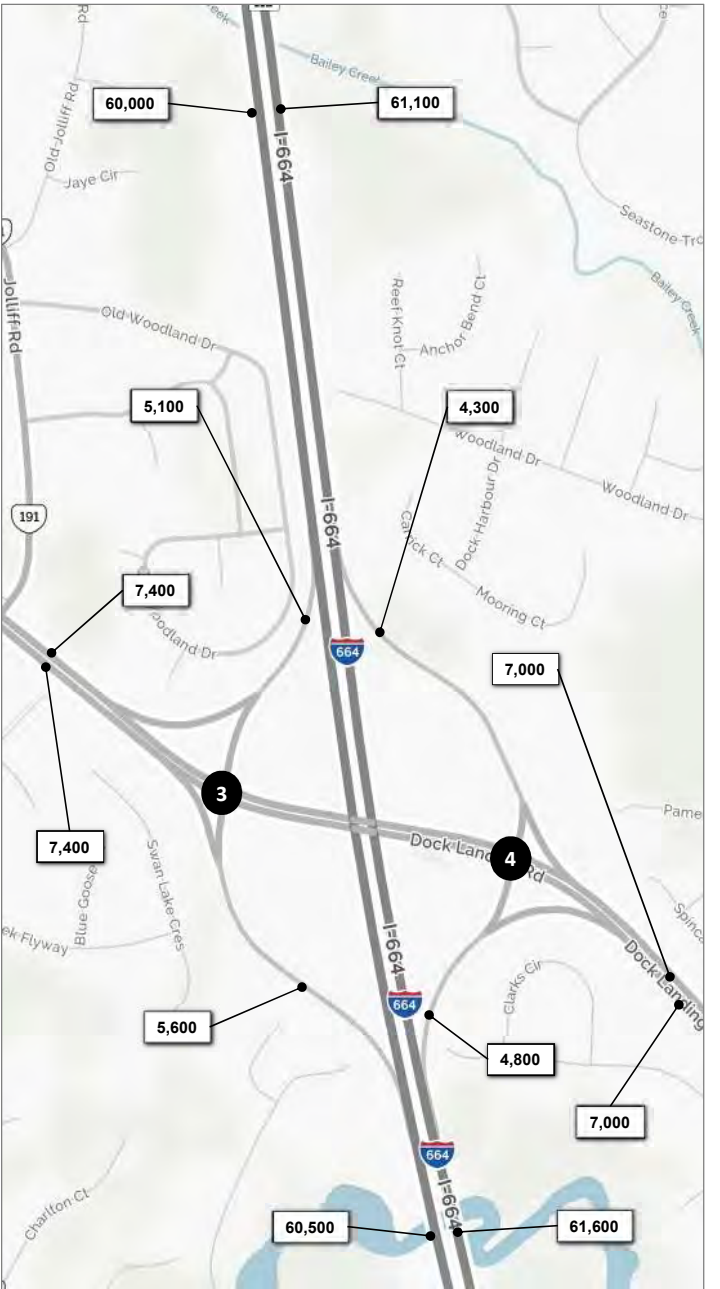 Bailey Creek
60,000
61,100
I-664
Old Jolliff Rd
Jaye Cir
Seastone
Bailey Creek
Jolliff Rd
Old Woodland Dr
Reef Knot Ct
Anchor Bend Ct
5,100
4,300
Woodland Dr
Woodland Dr
I-664
191
Dock Harbour Dr
Carrick Ct
Mooring Ct
7,400
Woodland Dr
664
7,000
3
7,400
Dock Landing Rd
4
Swan Lake Cres
Blue Goose
Flyway
I-664
Dock Landing
664
Clarks Cir
5,600
4,800
7,000
664
I-664
Charlton Ct
60,500
61,600